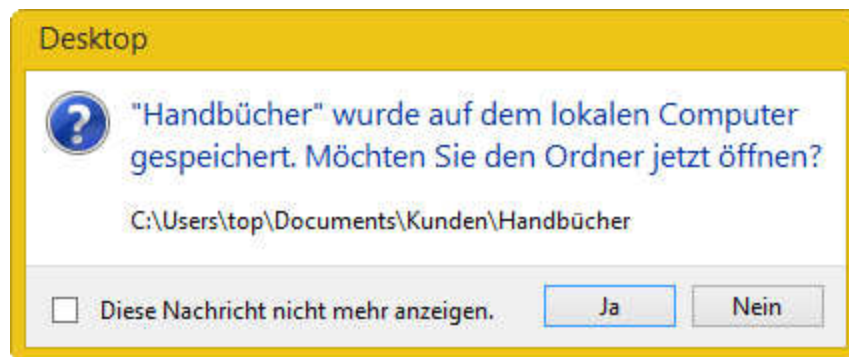 Desktop
"Handbücher" wurde auf dem lokalen Computer
gespeichert. Möchten Sie den Ordner jetzt öffnen?
C:\Users\top\Documents\Kunden\Handbücher
Diese Nachricht nicht mehr anzeigen.
Ja
Nein